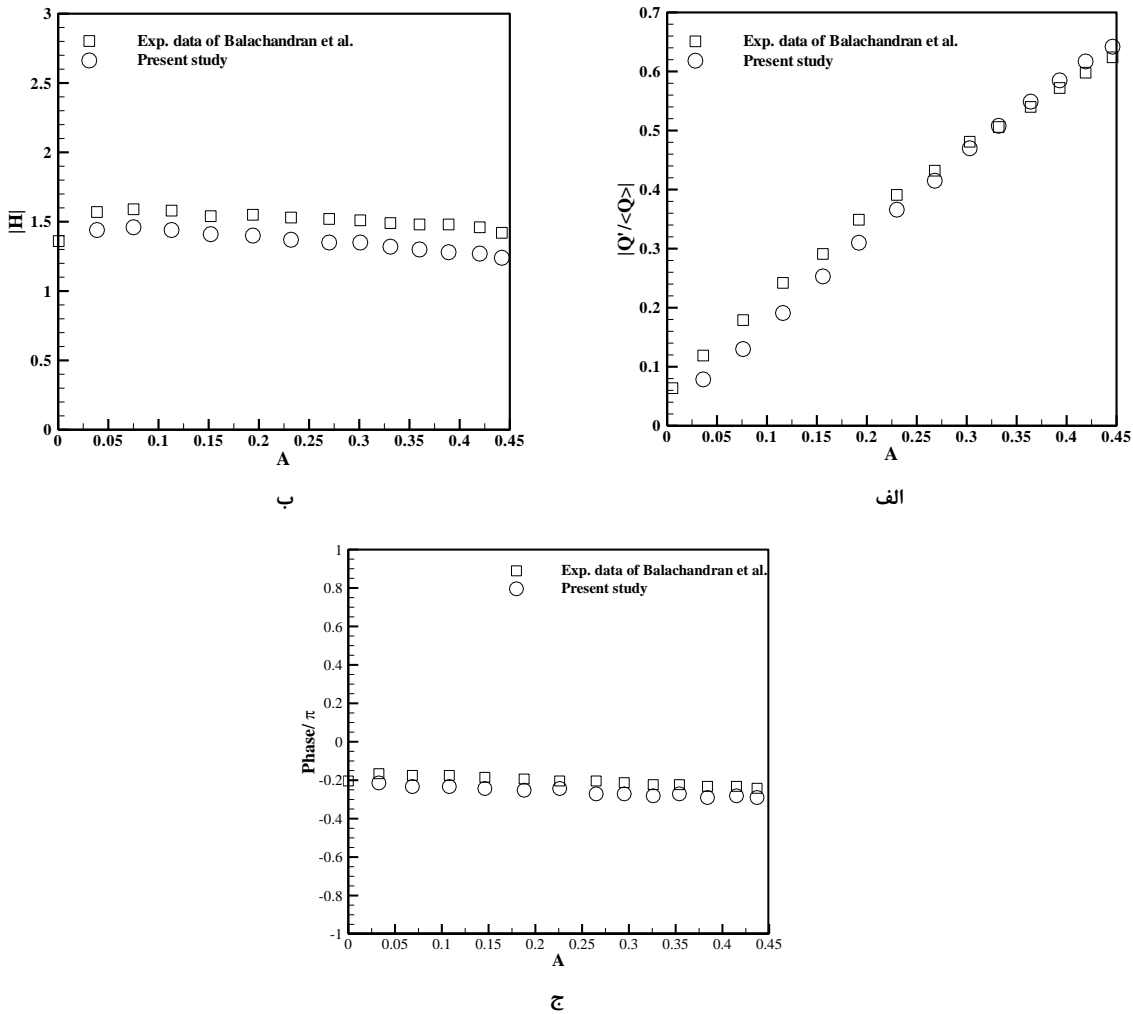 |H|
3
2.5
2
1.5
1
0.5
0
Exp. data of Balachandran et al.
Present study
0 0.05 0.1 0.15 0.2 0.25 0.3 0.35 0.4 0.45
A
ب
|Q'/<Q>|
0.7
0.6
0.5
0.4
0.3
0.2
0.1
0
Exp. data of Balachandran et al.
Present study
0.05 0.1 0.15 0.2 0.25 0.3 0.35 0.4 0.45
A
الف
Phase/ π
1
0.8
0.6
0.4
0.2
0
-0.2
-0.4
-0.6
-0.8
-1
Exp. data of Balachandran et al.
Present study
0 0.05 0.1 0.15 0.2 0.25 0.3 0.35 0.4 0.45
A
ج